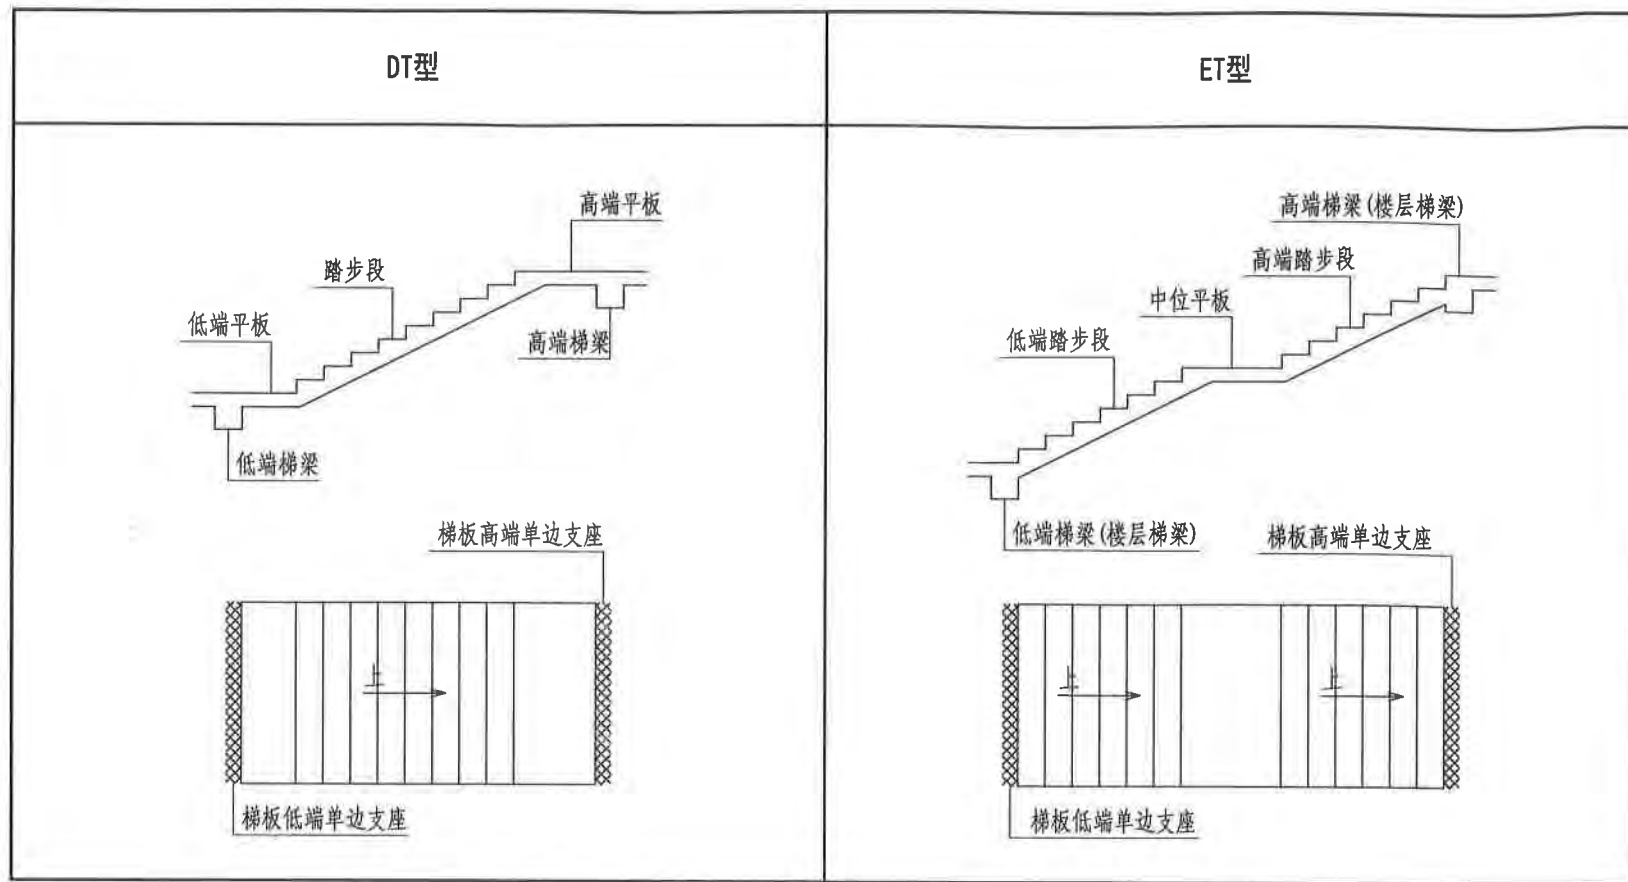 DT型
ET型
高端平板
踏步段
低端平板
高端梯梁
低端梯梁
梯板高端单边支座
上
梯板低端单边支座
高端梯梁(楼层梯梁)
高端踏步段
中位平板
低端踏步段
低端梯梁(楼层梯梁)
梯板高端单边支座
上
上
梯板低端单边支座